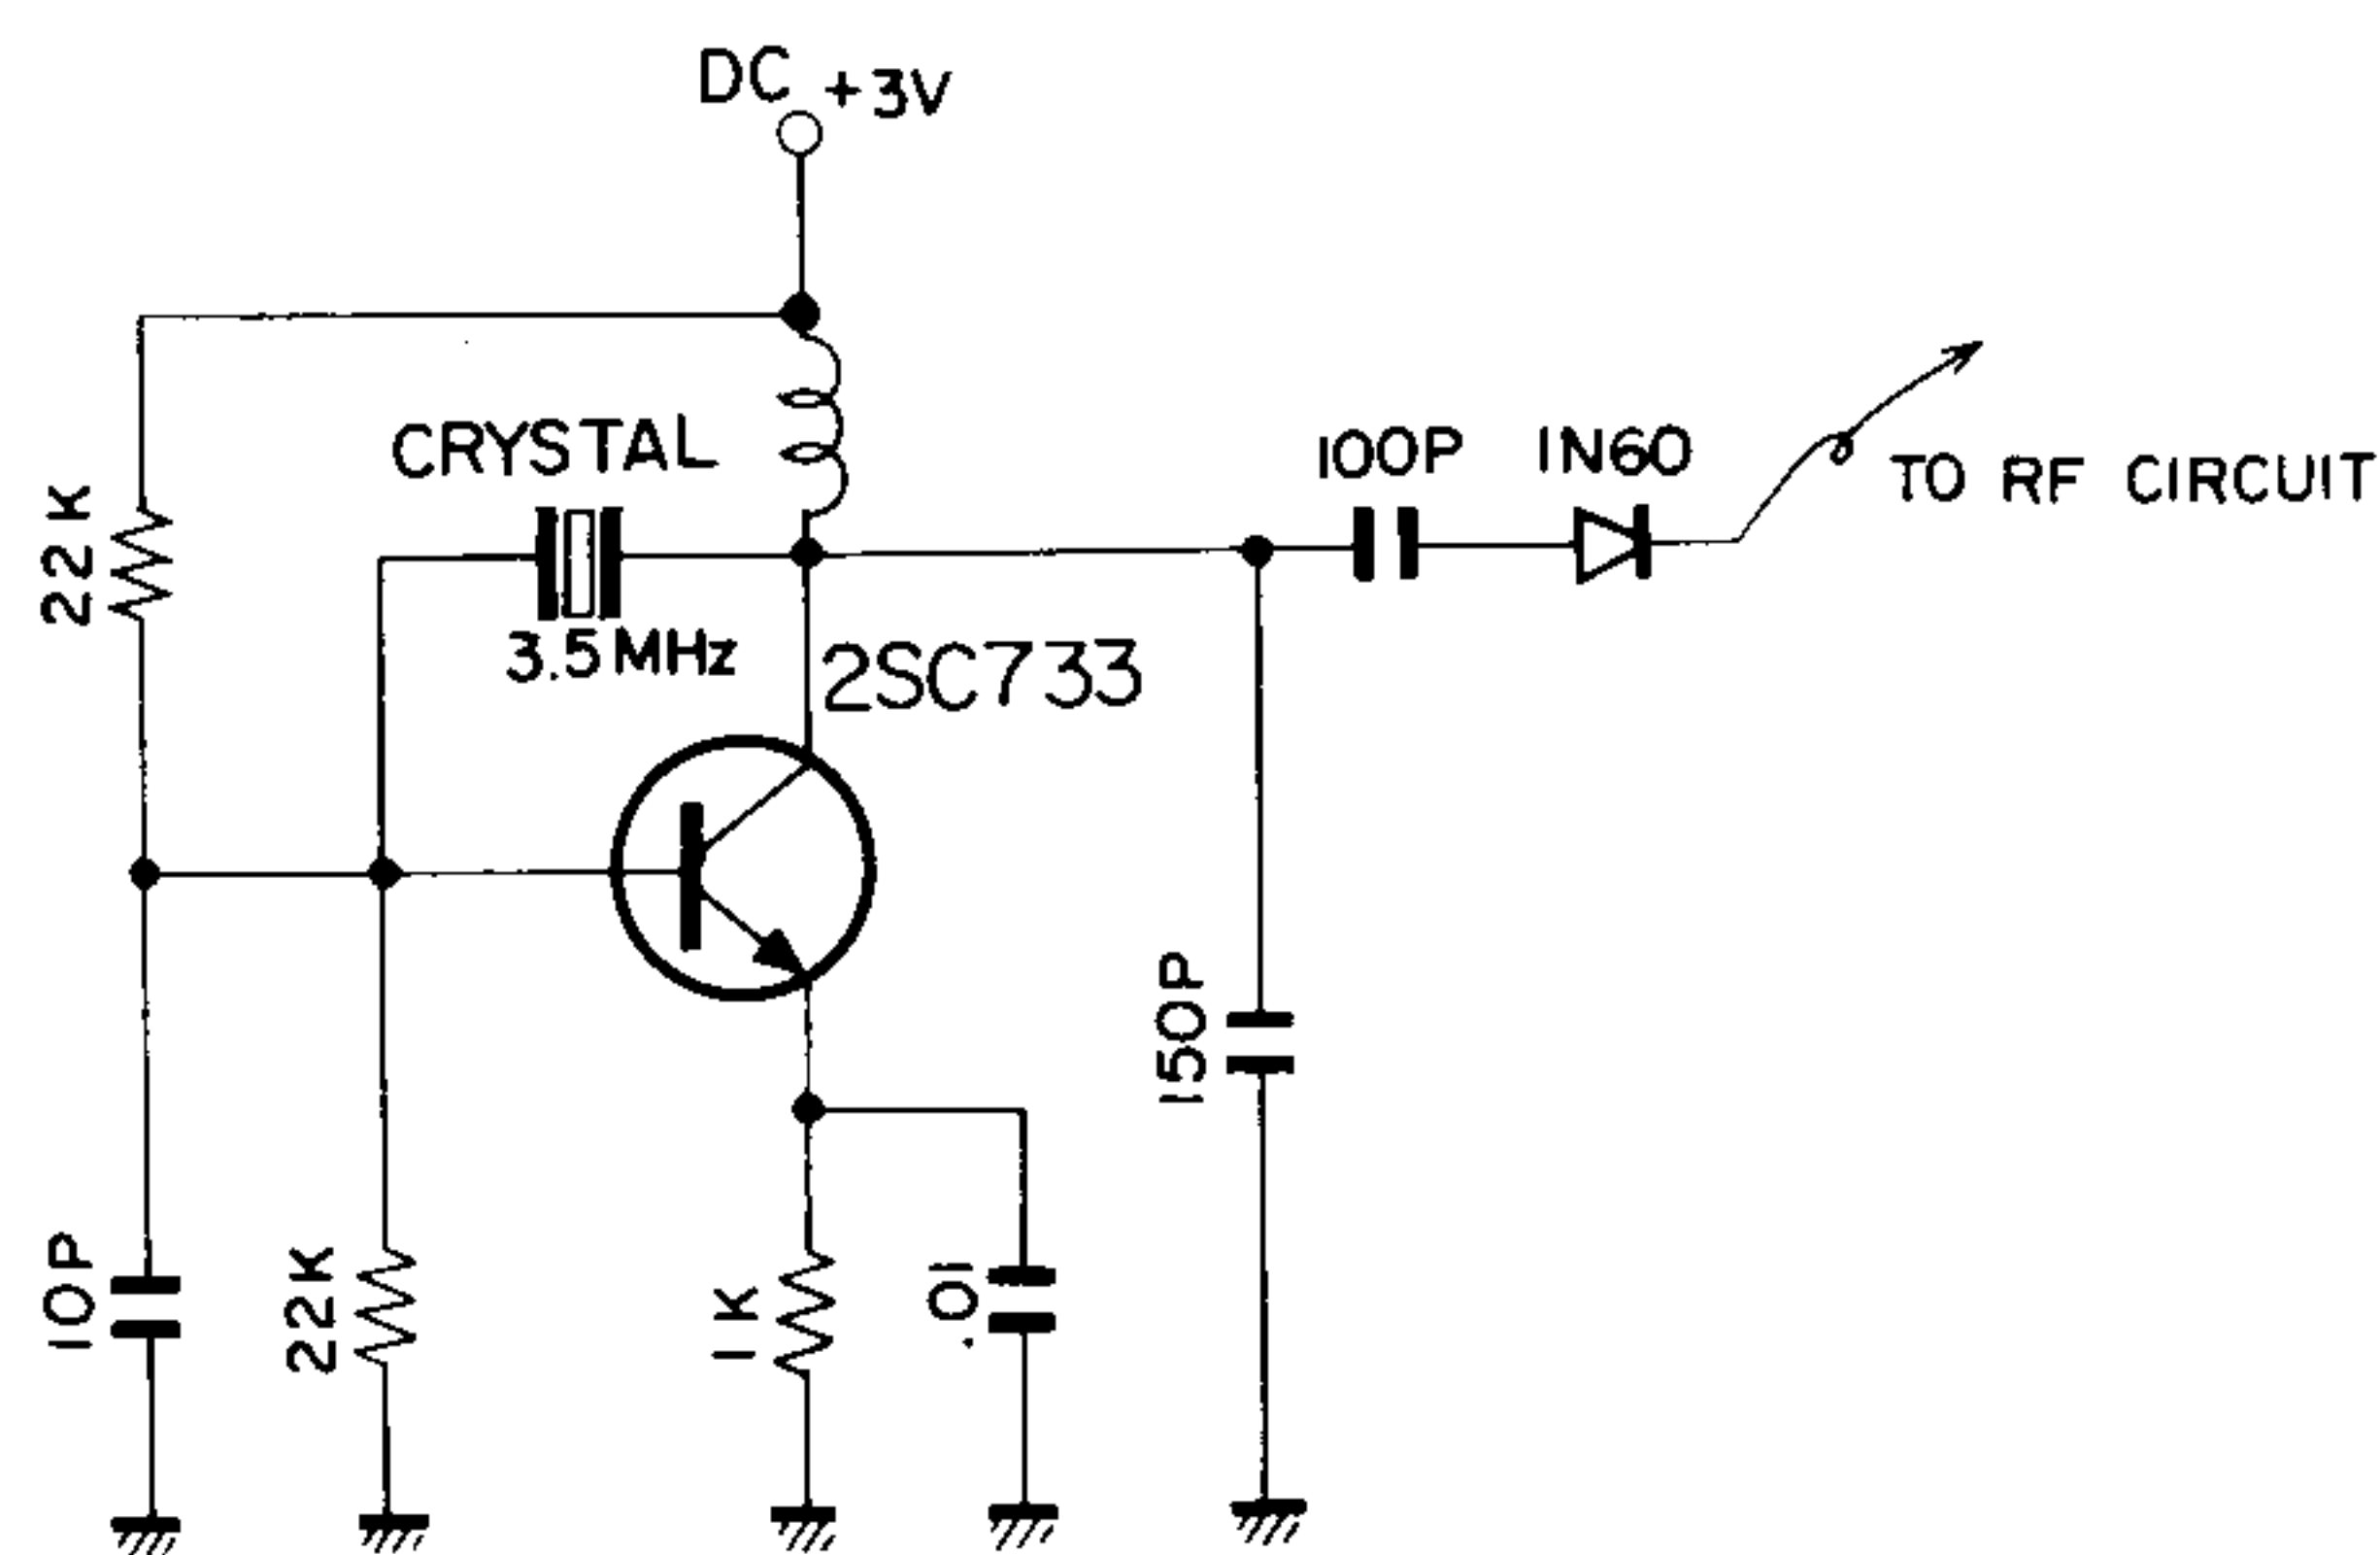 DC +3V
CRYSTAL
100P
1N60
TO RF CIRCUIT
22K
3.5MHz
2SC733
150P
10P
22K
1K
.01